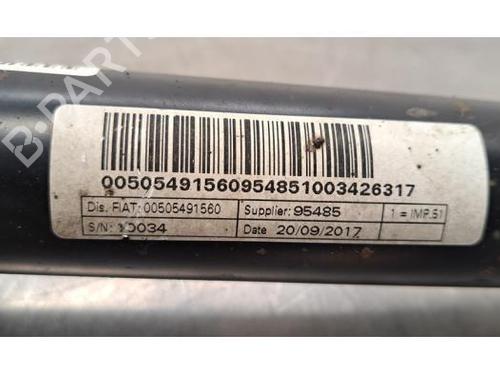 B-PARTS
00505491560954851003426317
Dis. FIAT: 00505491560 Supplier: 95485 1 = IMP.51
S/N: 10034 Date 20/09/2017